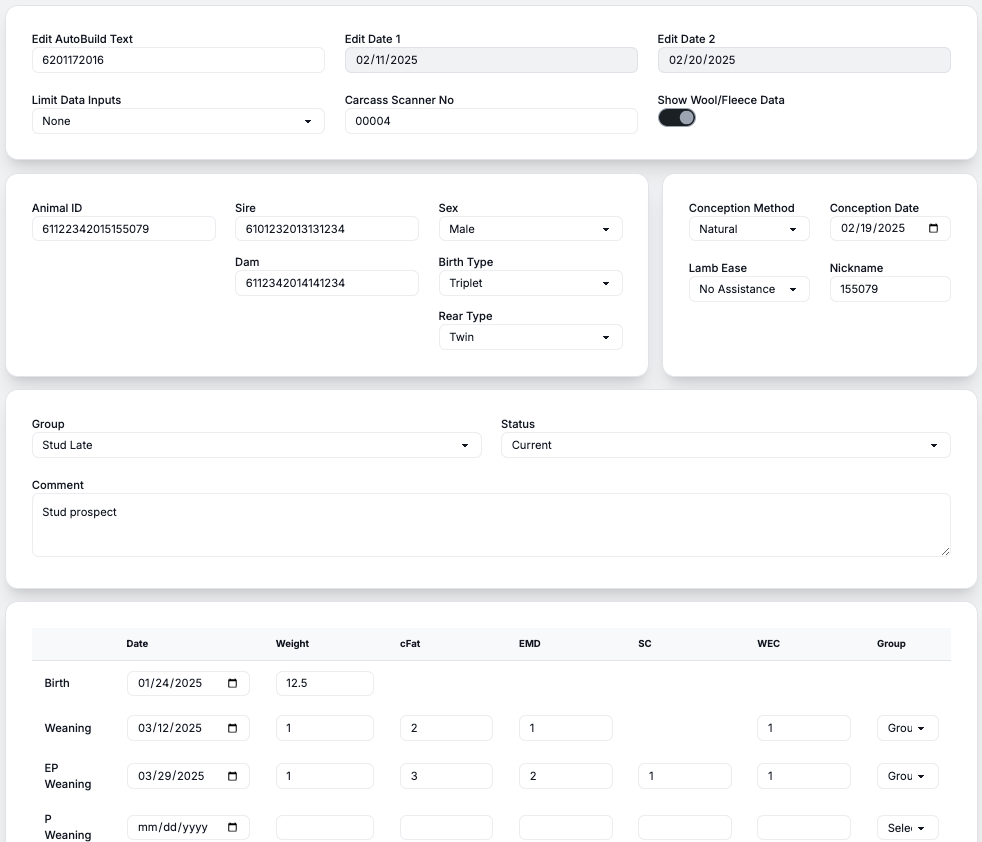 Edit AutoBuild Text
6201172016
Edit Date 1
02/11/2025
Edit Date 2
02/20/2025
Limit Data Inputs
None
Carcass Scanner No
00004
Show Wool/Fleece Data
Animal ID
61122342015155079
Sire
6101232013131234
Sex
Male
Dam
6112342014141234
Birth Type
Triplet
Rear Type
Twin
Conception Method
Natural
Conception Date
02/19/2025
Lamb Ease
No Assistance
Nickname
155079
Group
Stud Late
Status
Current
Comment
Stud prospect
Date Weight cFat EMD SC WEC Group
Birth 01/24/2025 12.5
Weaning 03/12/2025 1 2 1 1 Grou
EP Weaning 03/29/2025 1 3 2 1 1 Grou
P Weaning mm/dd/yyyy Sele